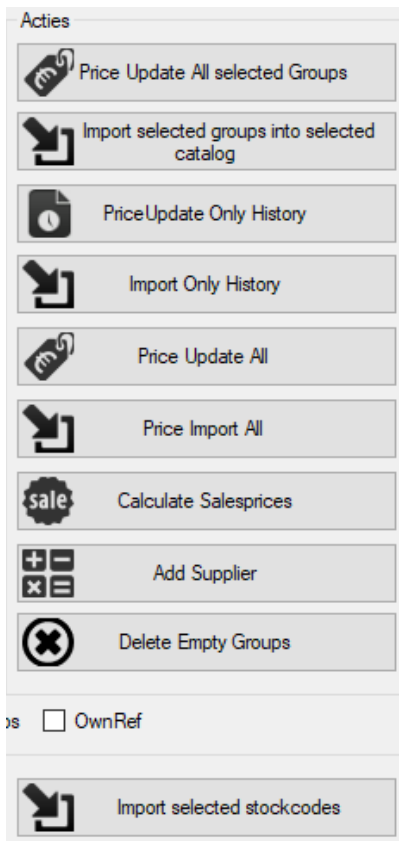 Acties
Price Update All selected Groups
Import selected groups into selected
catalog
PriceUpdate Only History
Import Only History
Price Update All
Price Import All
sale
Calculate Salesprices
Add Supplier
Delete Empty Groups
OwnRef
Import selected stockcodes